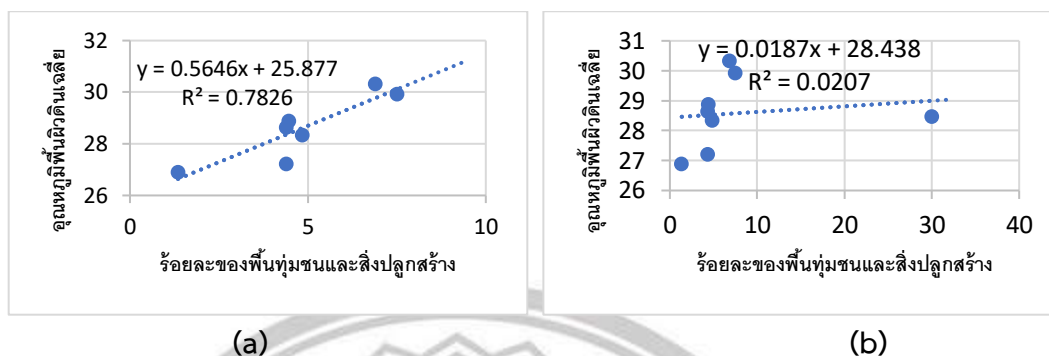 32
30
28
26
0
5
10
y = 0.5646x + 25.877
R² = 0.7826
อุณหภูมิพื้นผิวดินเฉลี่ย
ร้อยละของพื้นทุ่มชนและสิ่งปลูกสร้าง
(a)
31
30
29
28
27
26
0
10
20
30
40
y = 0.0187x + 28.438
R² = 0.0207
อุณหภูมิพื้นผิวดินเฉลี่ย
ร้อยละของพื้นทุ่มชนและสิ่งปลูกสร้าง
(b)